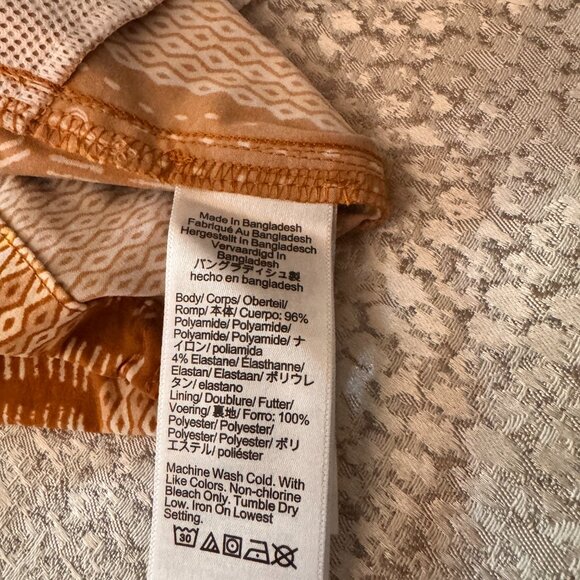 Made In Bangladesh
Fabriqué Au Bangladesh
Hergestellt In Bangladesch
Vervaardigd in
Bangladesh
バングラディシュ製
hecho en bangladesh
Body/ Corps/ Oberteil/
Romp/ 本体/ Cuerpo: 96%
Polyamide/ Polyamide/
Polyamide/ Polyamide/ ナ
イロン/ poliamida
4% Elastane/ Élasthanne/
Elastan/ Elastaan/ ポリウレ
タン/ elastano
Lining/ Doublure/ Futter/
Voering/ 裏地/ Forro: 100%
Polyester/ Polyester/
Polyester/ Polyester/ ポリ
エステル/ poliéster
Machine Wash Cold. With
Like Colors. Non-chlorine
Bleach Only. Tumble Dry
Low. Iron On Lowest
Setting.
30